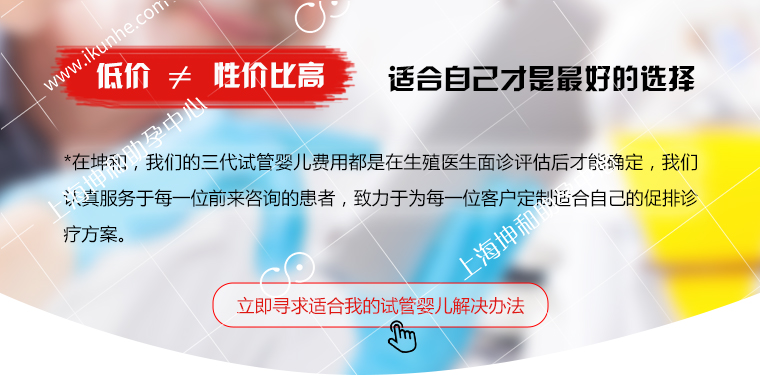 www.ikunhe.com
低价 ≠ 性价比高
适合自己才是最好的选择
上海坤和助孕中心
*在坤和，我们的三代试管婴儿费用都是在生殖医生面诊评估后才能确定，我们
认真服务于每一位前来咨询的患者，致力于为每一位客户定制适合自己的促排诊
疗方案。
上海坤和助
立即寻求适合我的试管婴儿解决办法